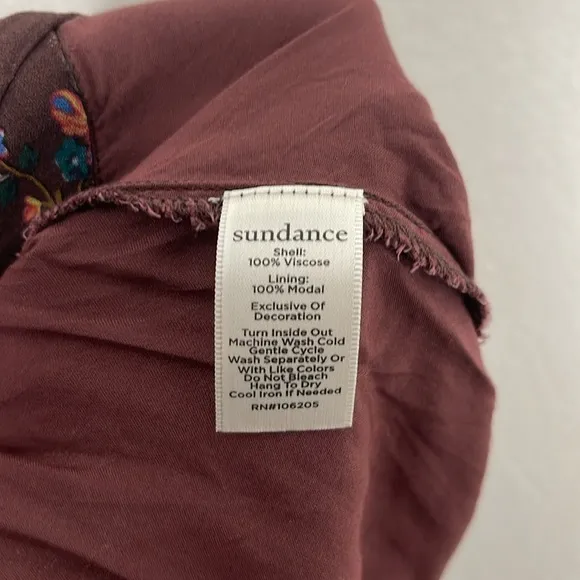 sundance
Shell:
100% Viscose
Lining:
100% Modal
Exclusive Of
Decoration
Turn Inside Out
Machine Wash Cold
Gentle Cycle
Wash Separately Or
With Like Colors
Do Not Bleach
Hang To Dry
Cool Iron If Needed
RN#106205